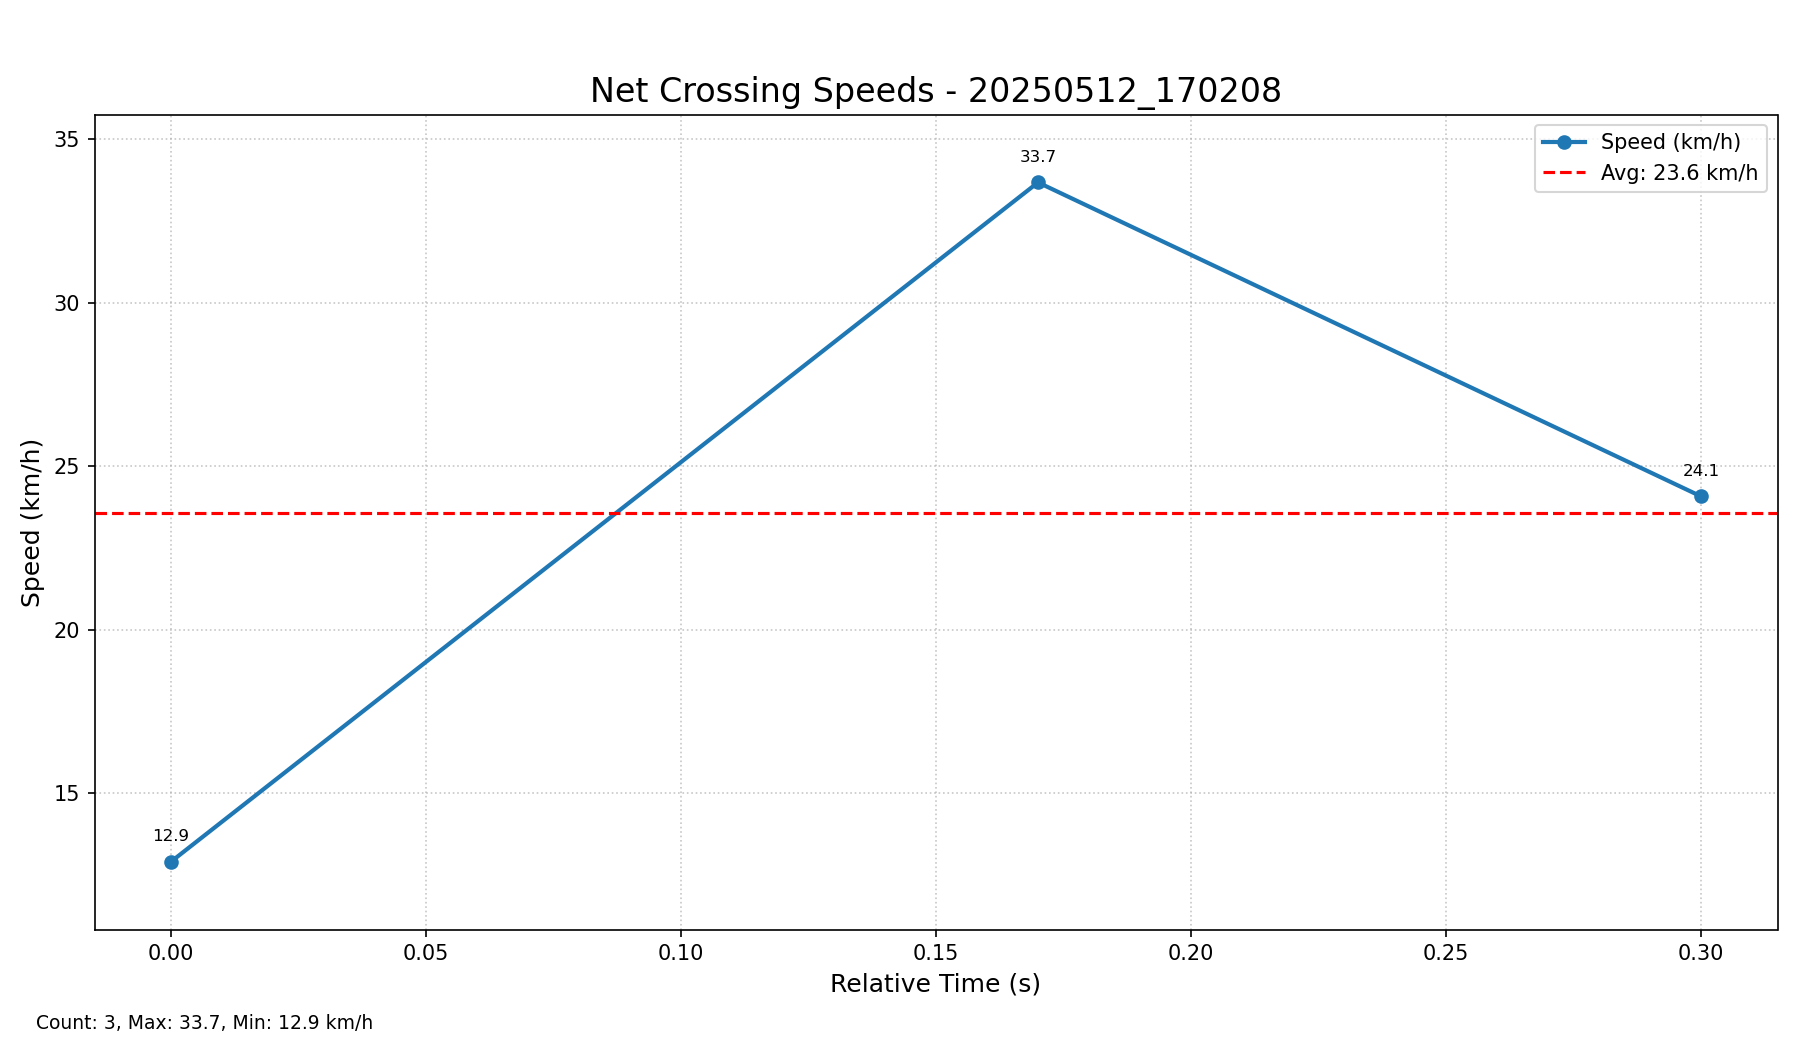 Net Crossing Speeds - 20250512_170208
Speed (km/h)
Avg: 23.6 km/h
35
30
25
20
15
Speed (km/h)
33.7
24.1
12.9
0.00
0.05
0.10
0.15
0.20
0.25
0.30
Relative Time (s)
Count: 3, Max: 33.7, Min: 12.9 km/h